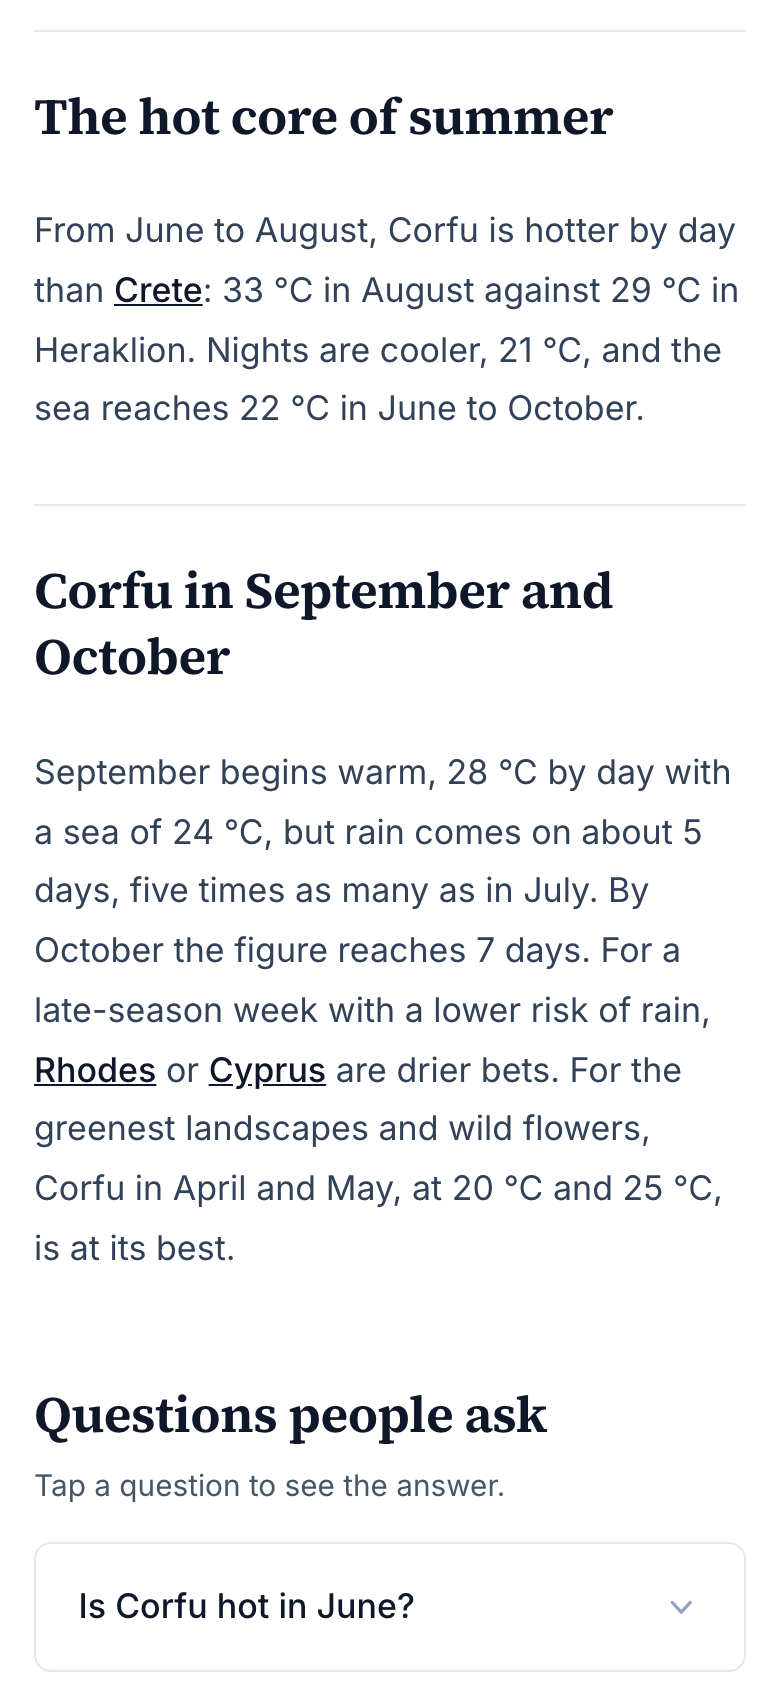 The hot core of summer
From June to August, Corfu is hotter by day
than Crete: 33 °C in August against 29 °C in
Heraklion. Nights are cooler, 21 °C, and the
sea reaches 22 °C in June to October.
Corfu in September and
October
September begins warm, 28 °C by day with
a sea of 24 °C, but rain comes on about 5
days, five times as many as in July. By
October the figure reaches 7 days. For a
late-season week with a lower risk of rain,
Rhodes or Cyprus are drier bets. For the
greenest landscapes and wild flowers,
Corfu in April and May, at 20 °C and 25 °C,
is at its best.
Questions people ask
Tap a question to see the answer.
Is Corfu hot in June?